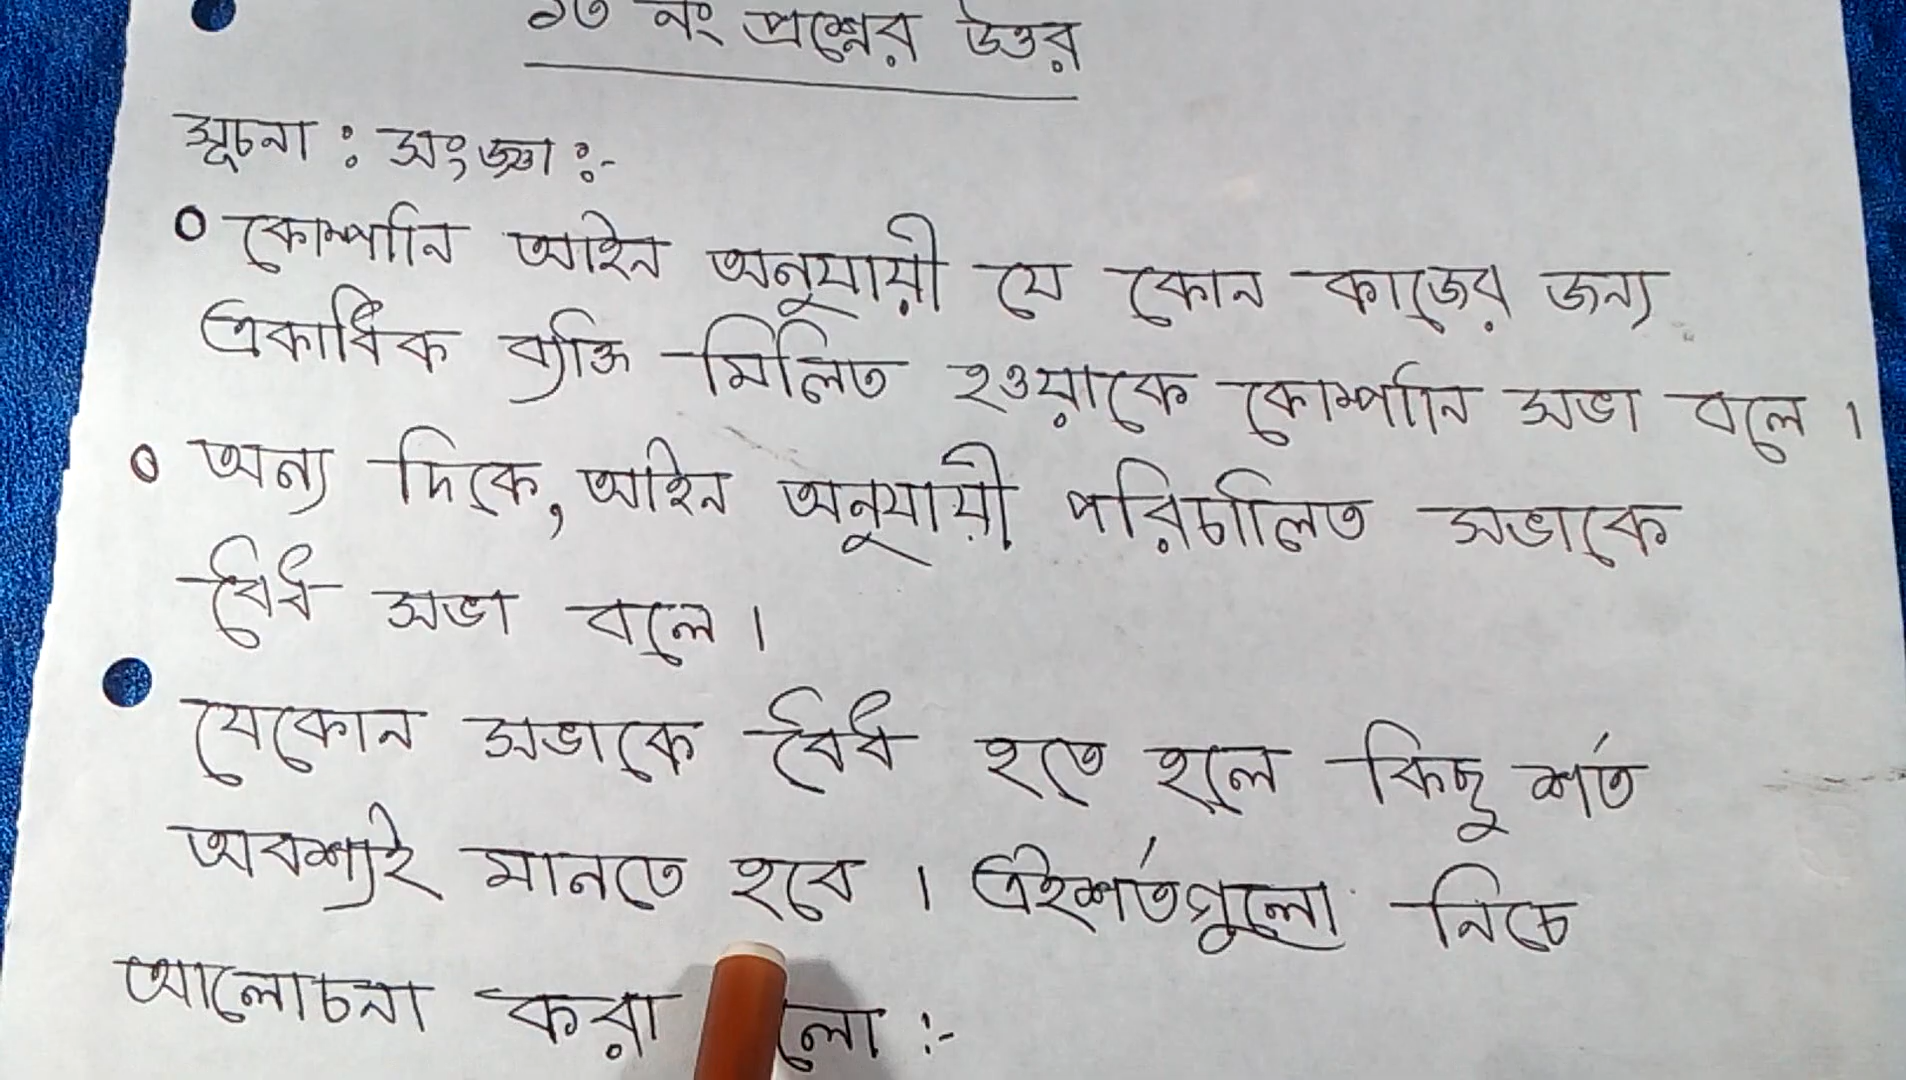 নং প্রশ্নের উত্তর
সূচনা : সংজ্ঞা :-
০ কোম্পানি আইন অনুযায়ী যে কোন কাজের জন্য
একাধিক ব্যক্তি মিলিত হওয়াকে কোম্পানি সভা বলে ।
০ অন্য দিকে, আইন অনুযায়ী পরিচালিত সভাকে
বৈধ সভা বলে ।
যেকোন সভাকে বৈধ হতে হলে কিছু শর্ত
অবশ্যই মানতে হবে । এইশর্তগুলো নিচে
আলোচনা করা :-